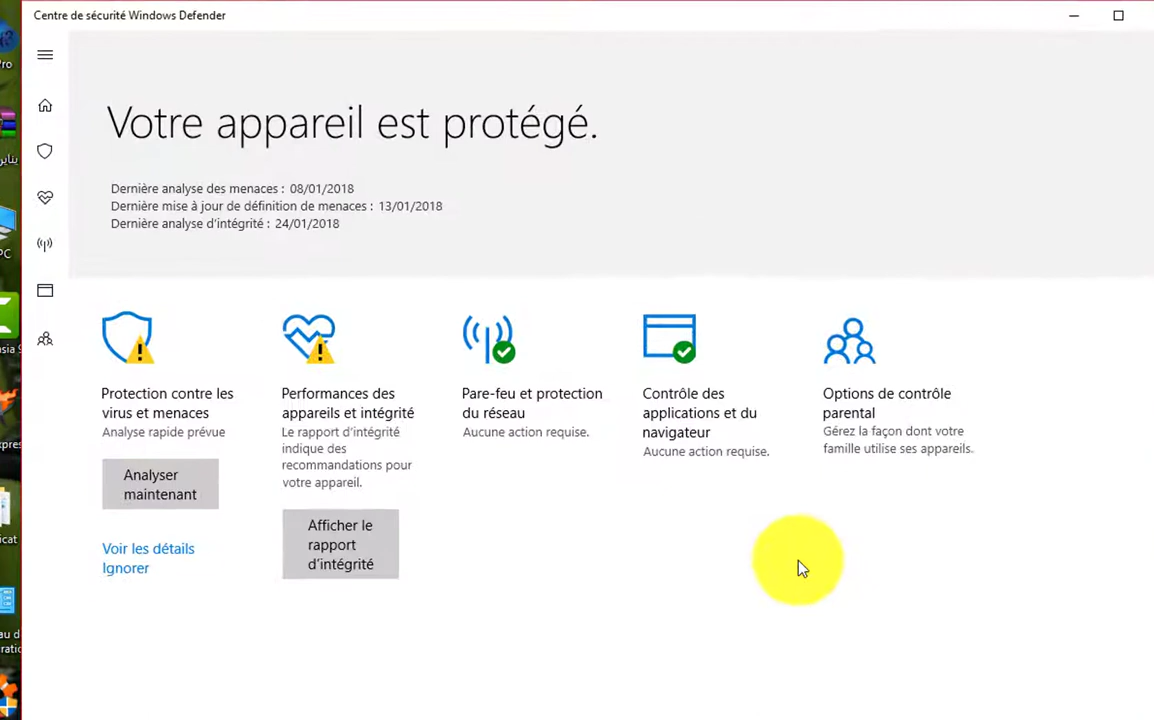 Centre de sécurité Windows Defender
Votre appareil est protégé.
Dernière analyse des menaces : 08/01/2018
Dernière mise à jour de définition de menaces : 13/01/2018
Dernière analyse d'intégrité : 24/01/2018
Protection contre les
virus et menaces
Analyse rapide prévue
Analyser
maintenant
Voir les détails
Ignorer
Performances des
appareils et intégrité
Le rapport d'intégrité
indique des
recommandations pour
votre appareil.
Afficher le
rapport
d'intégrité
Pare-feu et protection
du réseau
Aucune action requise.
Contrôle des
applications et du
navigateur
Aucune action requise.
Options de contrôle
parental
Gérez la façon dont votre
famille utilise ses appareils.
يناير
PC